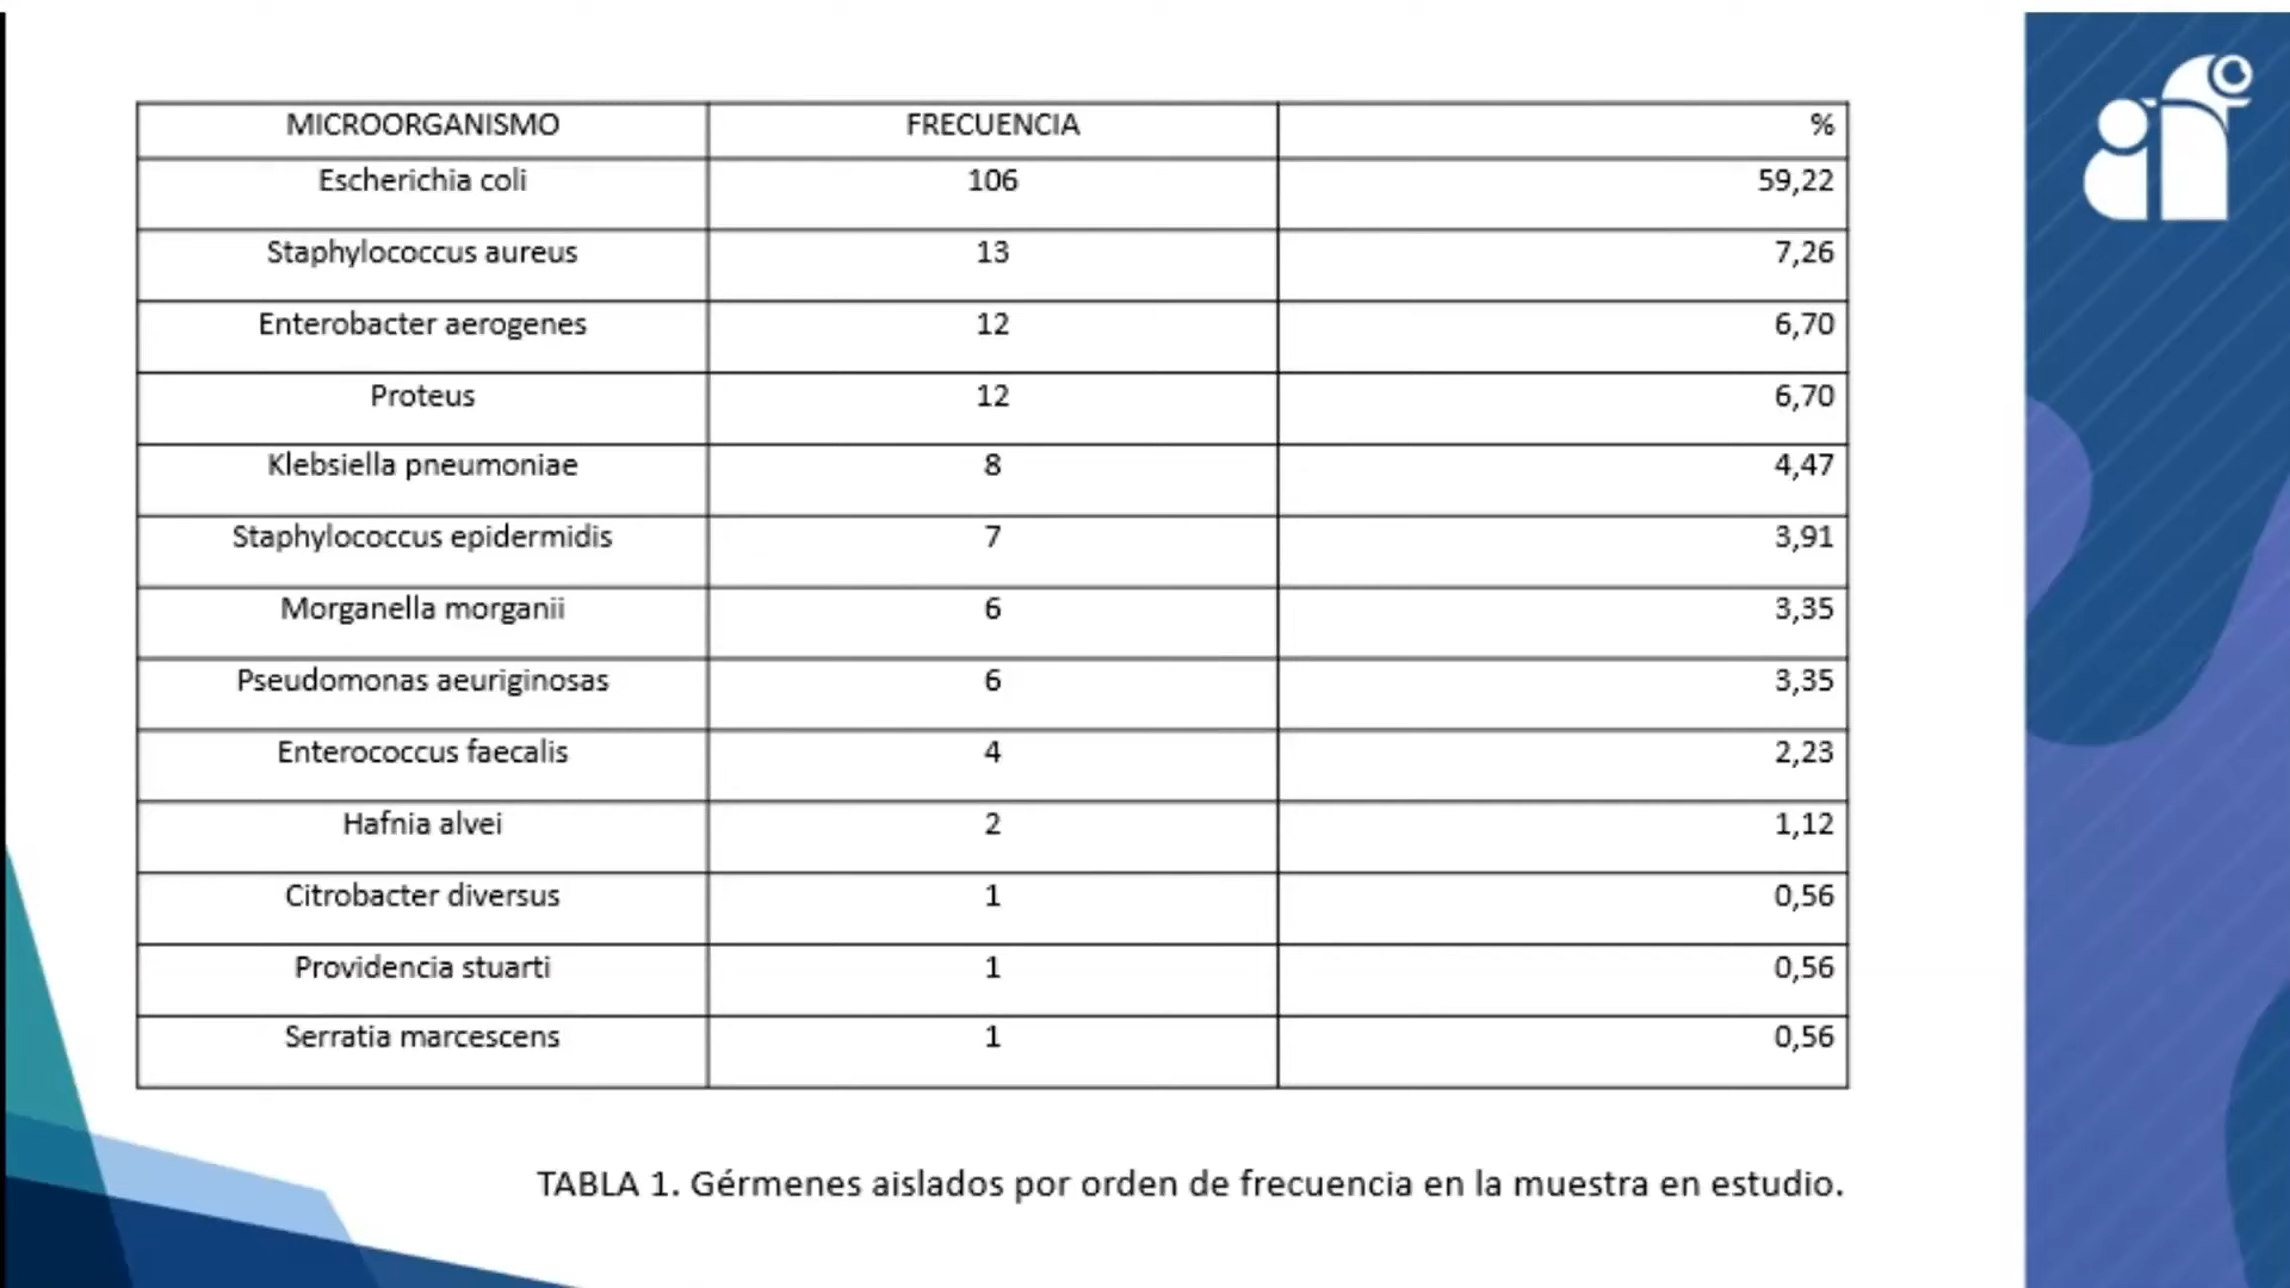 MICROORGANISMO FRECUENCIA %
Escherichia coli 106 59,22
Staphylococcus aureus 13 7,26
Enterobacter aerogenes 12 6,70
Proteus 12 6,70
Klebsiella pneumoniae 8 4,47
Staphylococcus epidermidis 7 3,91
Morganella morganii 6 3,35
Pseudomonas aeuriginosas 6 3,35
Enterococcus faecalis 4 2,23
Hafnia alvei 2 1,12
Citrobacter diversus 1 0,56
Providencia stuarti 1 0,56
Serratia marcescens 1 0,56
TABLA 1. Gérmenes aislados por orden de frecuencia en la muestra en estudio.